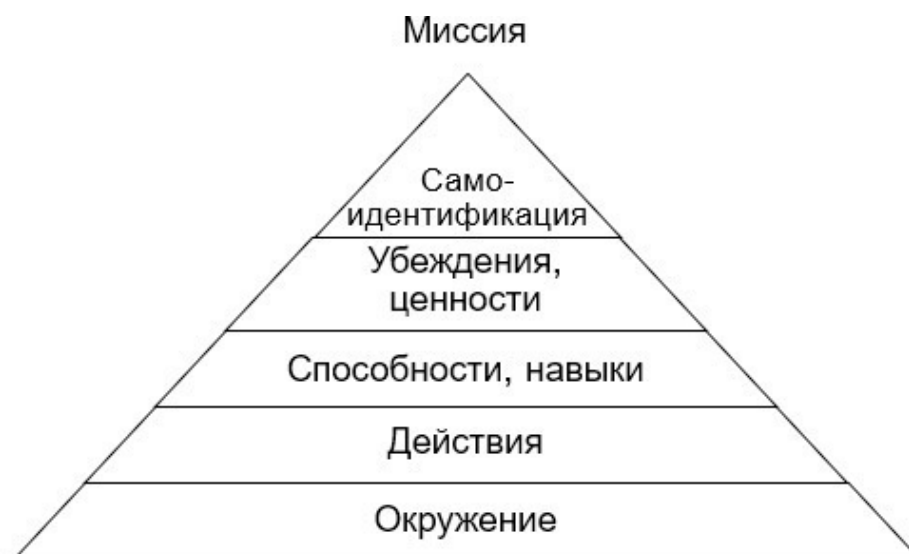 Миссия
Само-
идентификация
Убеждения,
ценности
Способности, навыки
Действия
Окружение